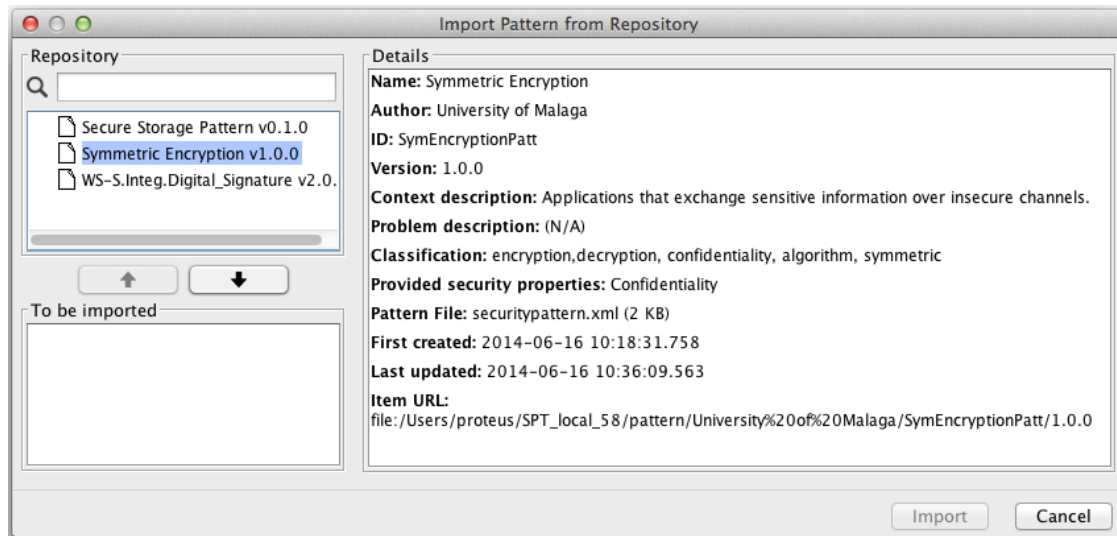 Import Pattern from Repository
Repository
Secure Storage Pattern v0.1.0
Symmetric Encryption v1.0.0
WS-S.Integ.Digital_Signature v2.0.
To be imported
Details
Name: Symmetric Encryption
Author: University of Malaga
ID: SymEncryptionPatt
Version: 1.0.0
Context description: Applications that exchange sensitive information over insecure channels.
Problem description: (N/A)
Classification: encryption,decryption, confidentiality, algorithm, symmetric
Provided security properties: Confidentiality
Pattern File: securitypattern.xml (2 KB)
First created: 2014-06-16 10:18:31.758
Last updated: 2014-06-16 10:36:09.563
Item URL:
file:/Users/proteus/SPT_local_58/pattern/University%20of%20Malaga/SymEncryptionPatt/1.0.0
Import
Cancel